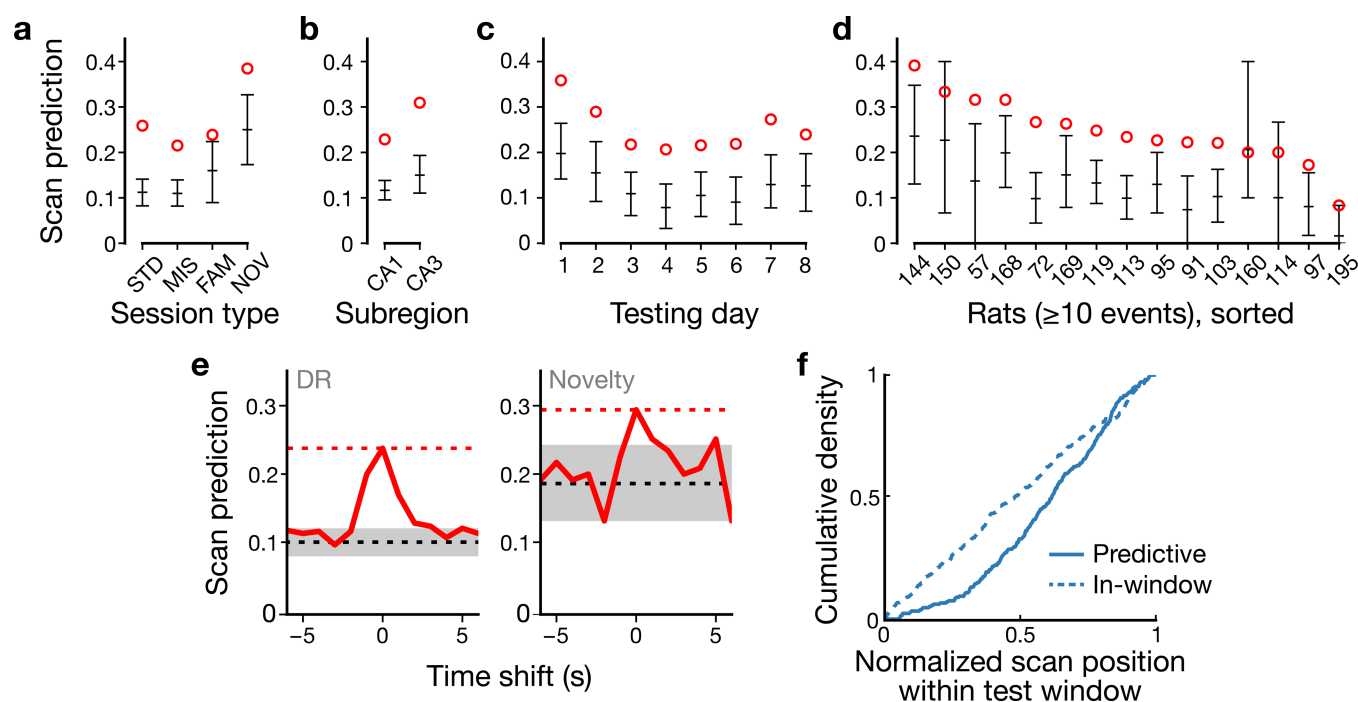 a
Scan prediction
0.4
0.3
0.2
0.1
0
STD MIS FAM NOV
Session type
b
0.4
0.3
0.2
0.1
0
CA1 CA3
Subregion
c
0.4
0.3
0.2
0.1
0
1 2 3 4 5 6 7 8
Testing day
d
0.4
0.3
0.2
0.1
0
144 150 57 168 72 169 119 113 95 91 103 160 114 97 195
Rats (≥10 events), sorted
e
Scan prediction
DR
0.3
0.2
0.1
0
−5 0 5
Novelty
0.3
0.2
0.1
0
−5 0 5
Time shift (s)
f
Cumulative density
1
0.5
0
Predictive
In-window
0 0.5 1
Normalized scan position
within test window